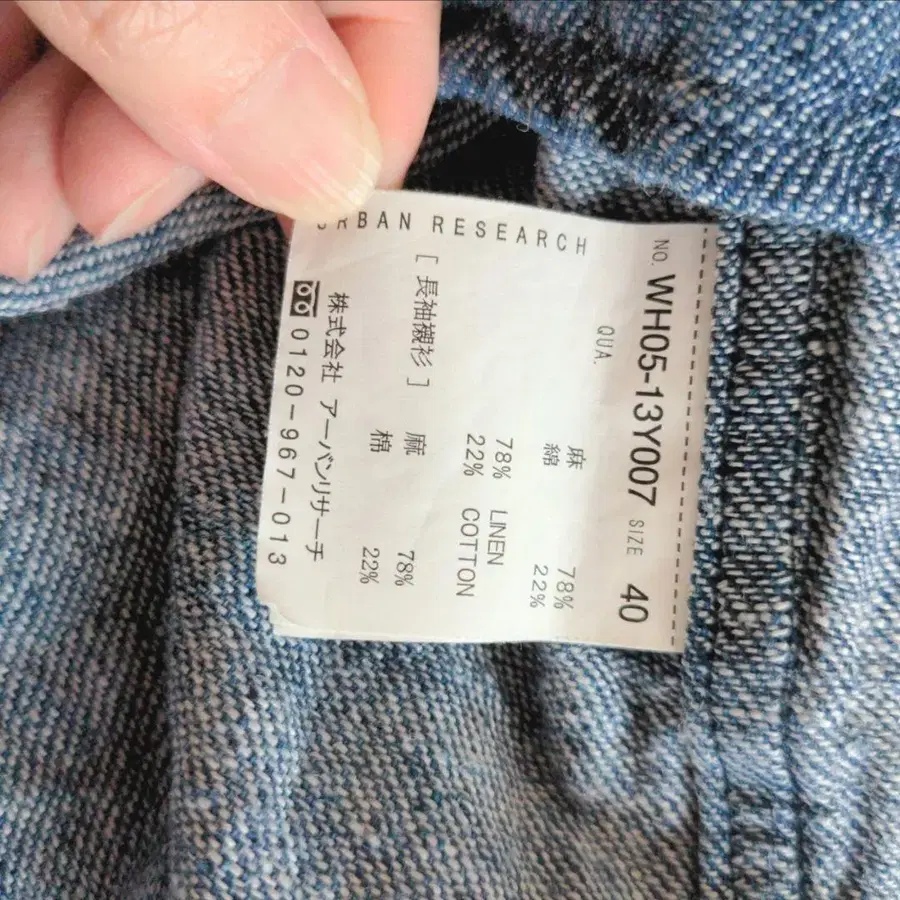 NO. WH05-13Y007 SIZE 40
QUA.
麻 78%
綿 22%
78% LINEN
22% COTTON
[長袖襯衫]
麻 78%
棉 22%
URBAN RESEARCH
株式会社 アーバンリサーチ
0120-967-013